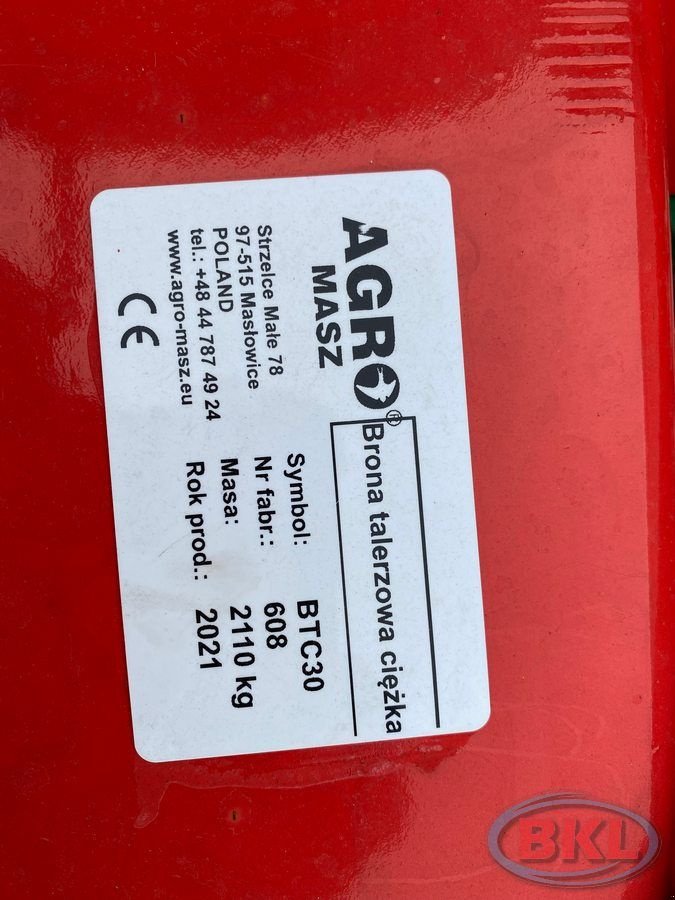 AGRO®
MASZ
Brona talerzowa ciężka
Strzelce Małe 78
97-515 Masłowice
POLAND
tel.: +48 44 787 49 24
www.agro-masz.eu
CE
Symbol: BTC30
Nr fabr.: 608
Masa: 2110 kg
Rok prod.: 2021
BKL